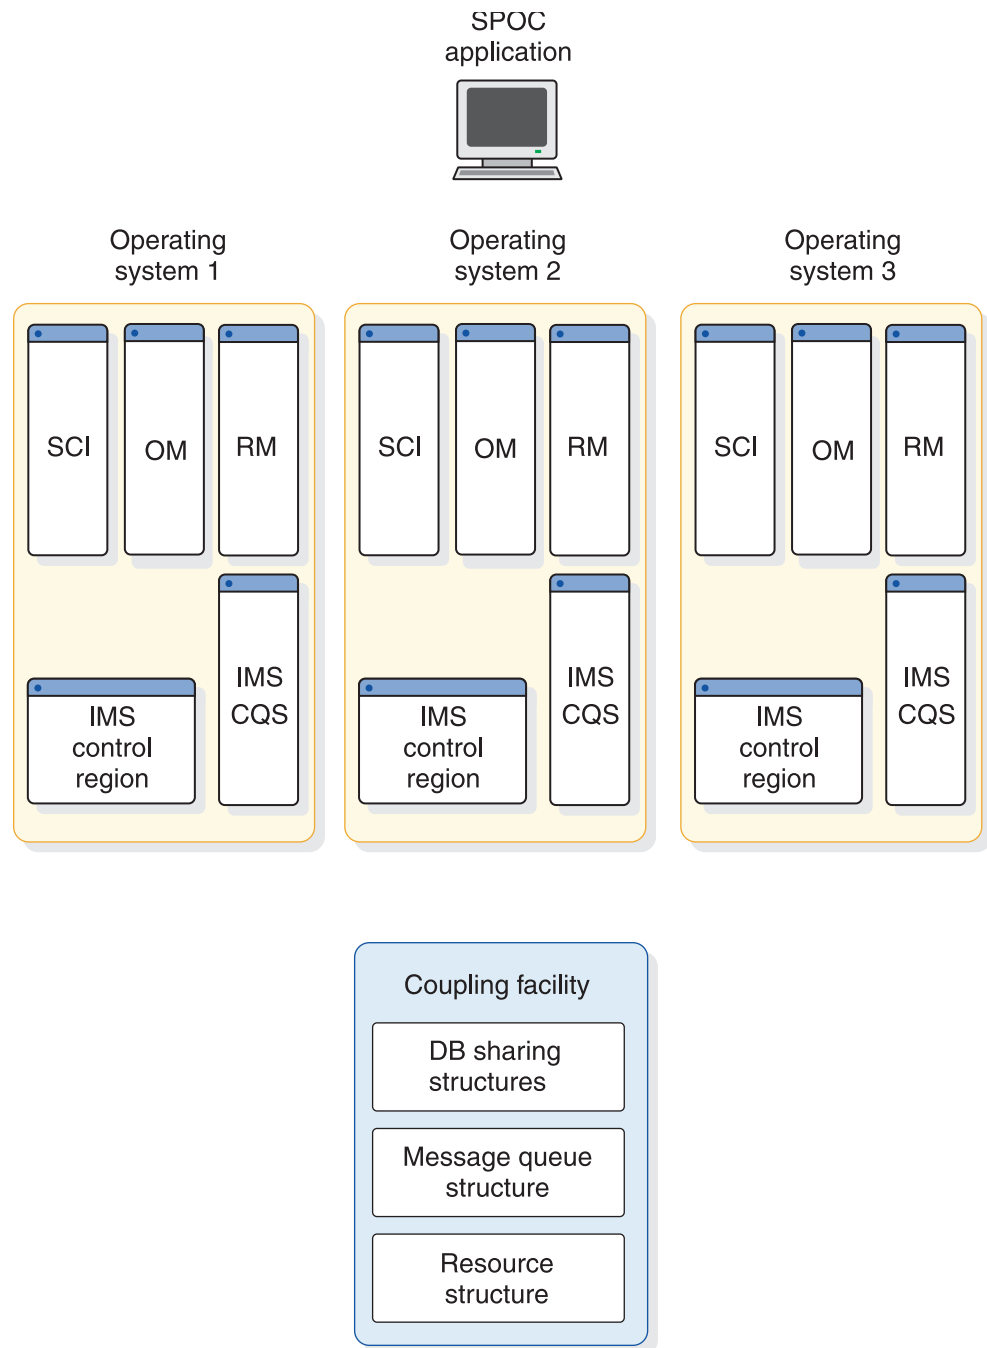 SPOC
application
Operating
system 1
Operating
system 2
Operating
system 3
SCI
OM
RM
SCI
OM
RM
SCI
OM
RM
IMS
CQS
IMS
control
region
IMS
CQS
IMS
control
region
IMS
CQS
IMS
control
region
Coupling facility
DB sharing
structures
Message queue
structure
Resource
structure